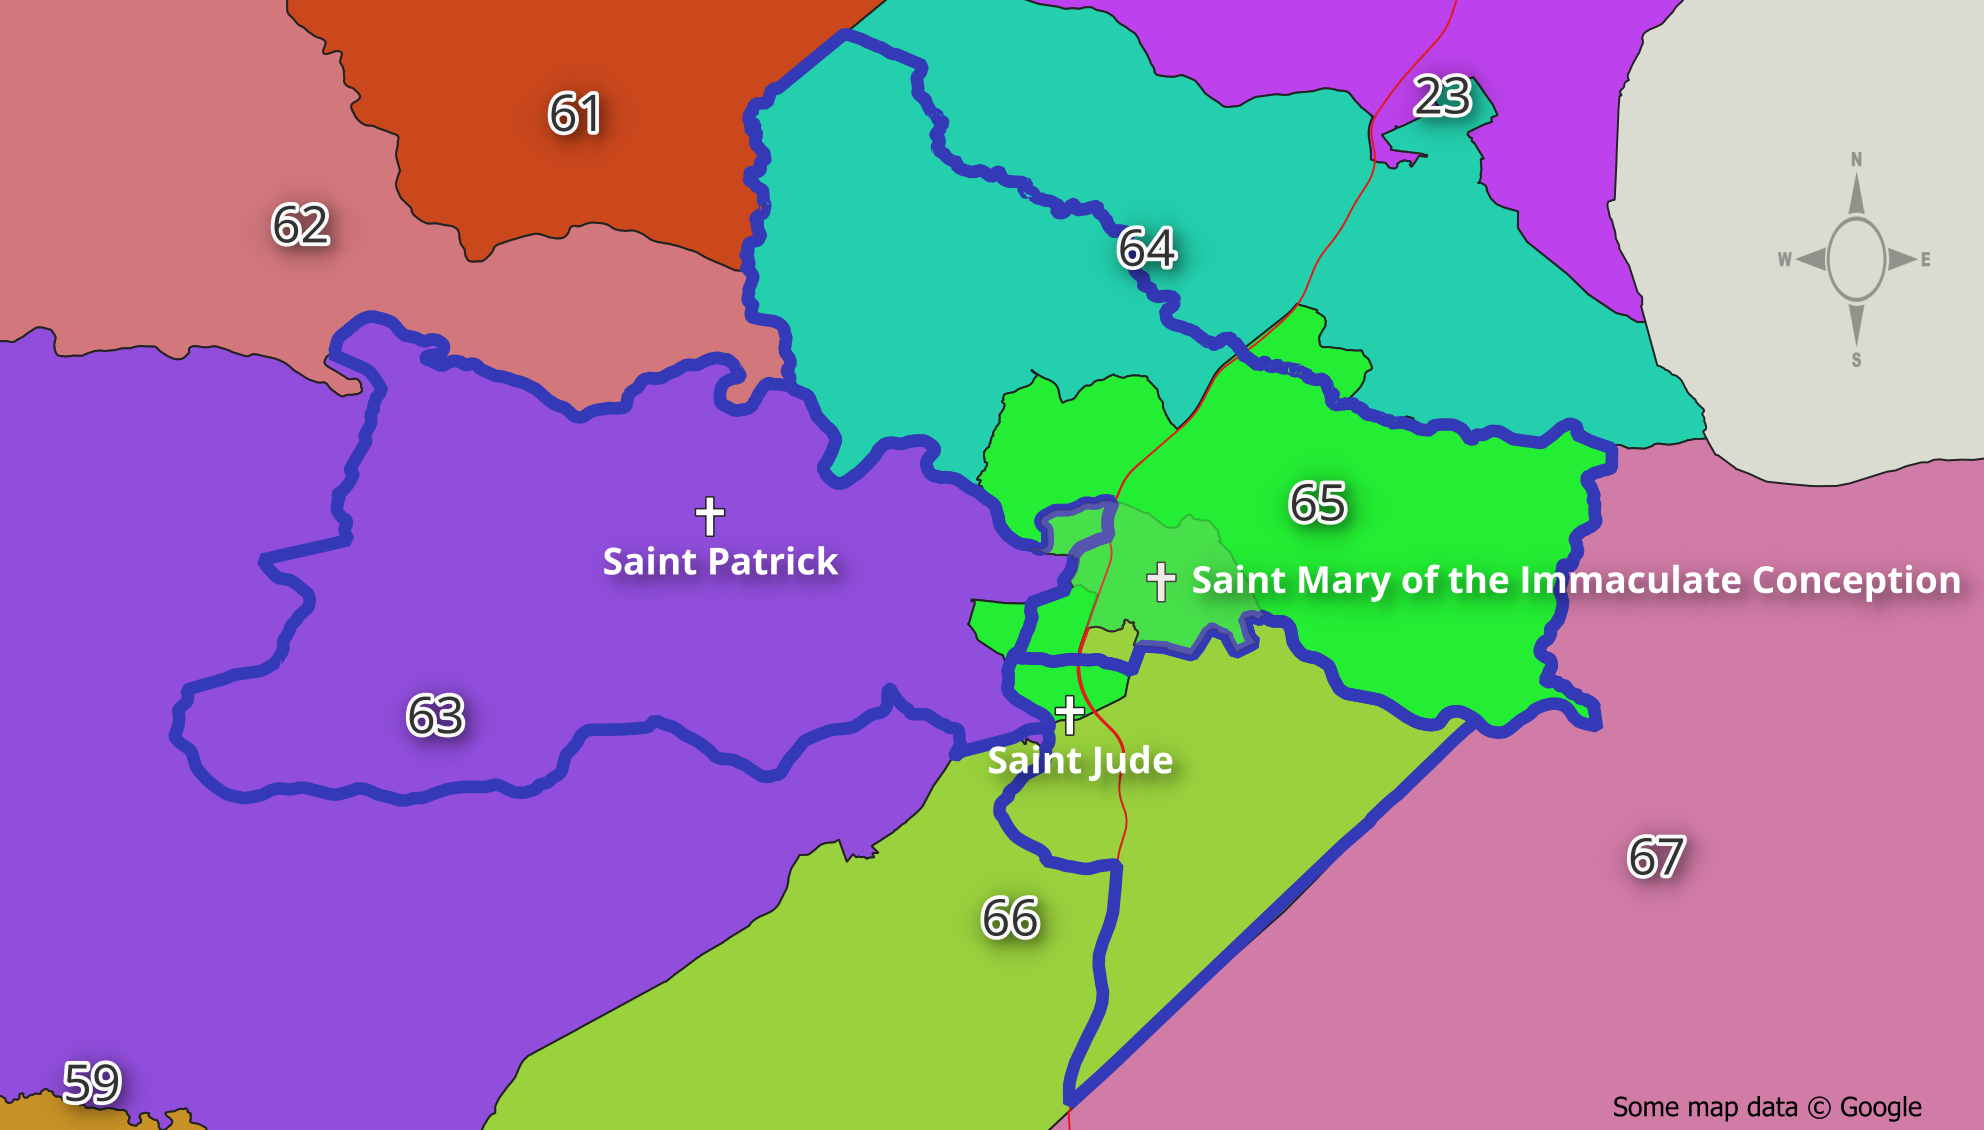 61
23
N
62
64
W
E
S
65
Saint Patrick
Saint Mary of the Immaculate Conception
63
Saint Jude
67
66
59
Some map data © Google